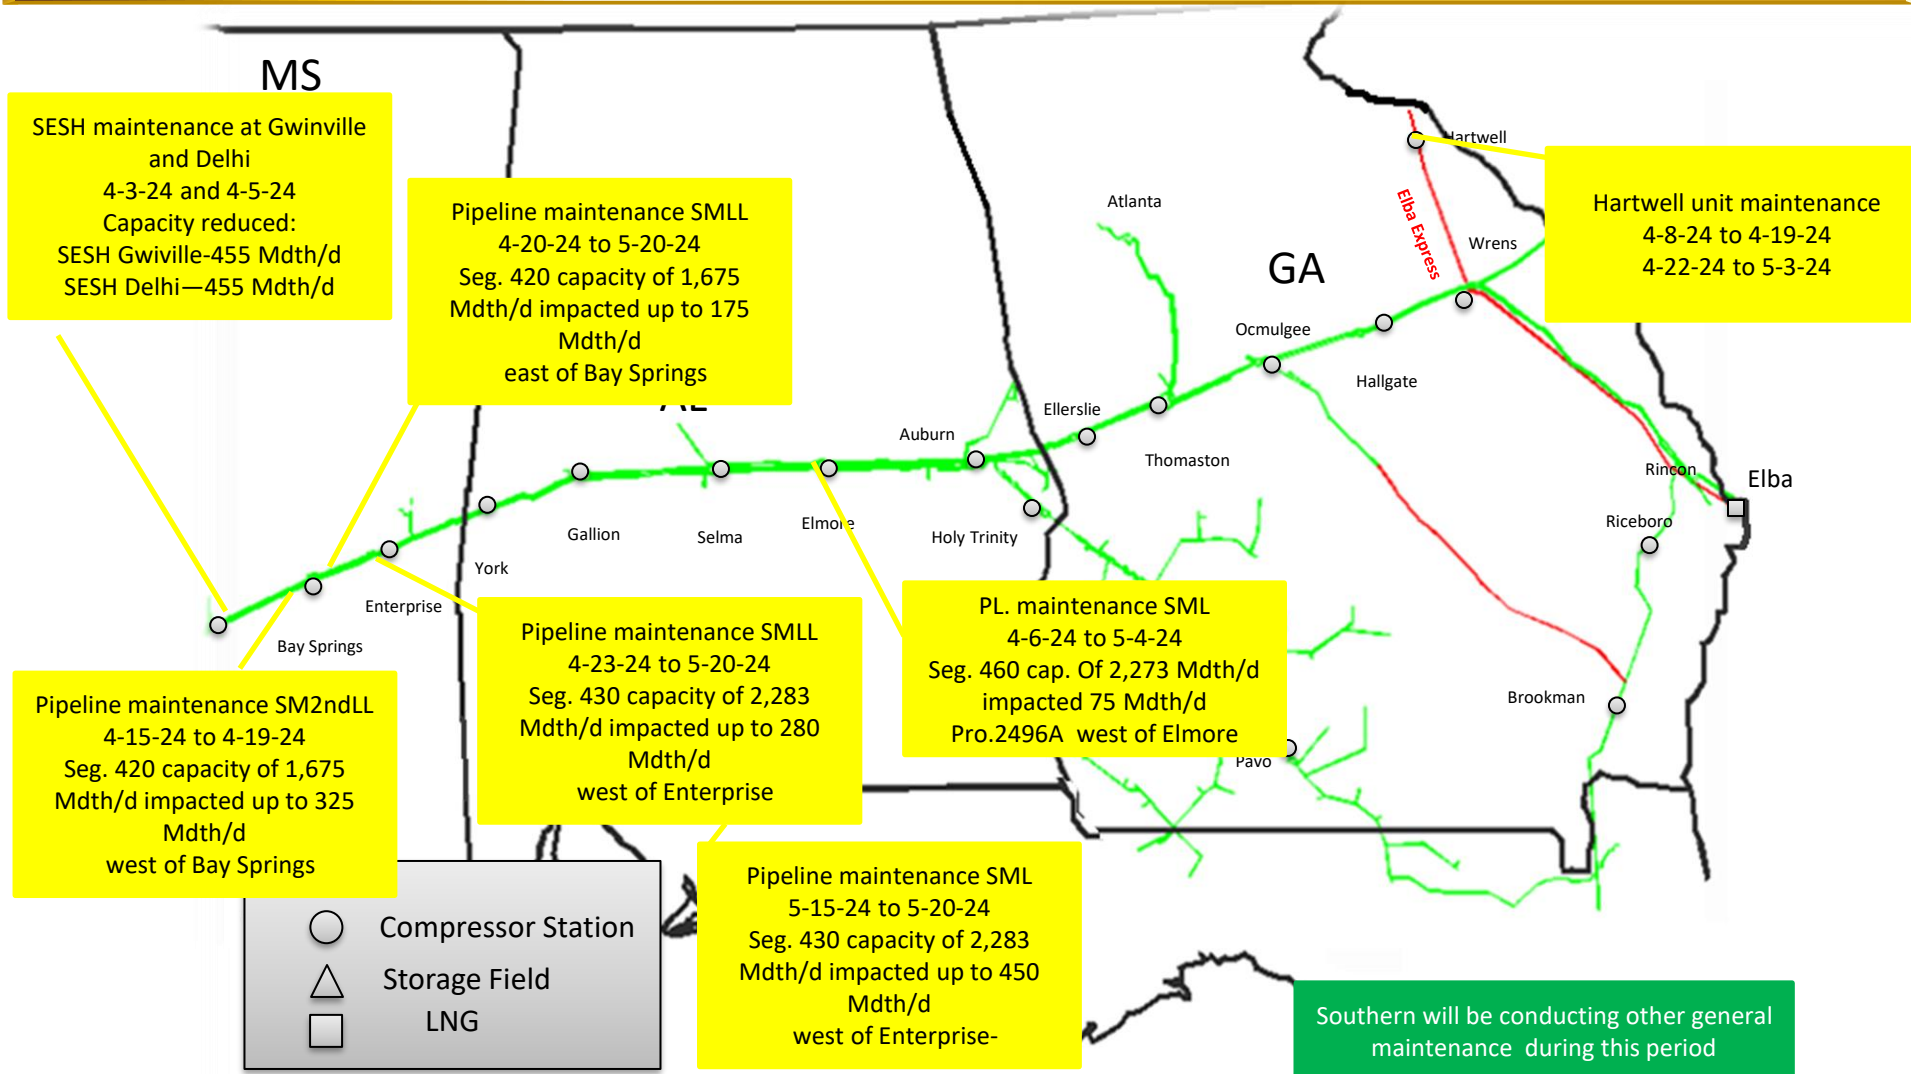 MS
SESH maintenance at Gwinville
and Delhi
4-3-24 and 4-5-24
Capacity reduced:
SESH Gwiville-455 Mdth/d
SESH Delhi—455 Mdth/d
Pipeline maintenance SMLL
4-20-24 to 5-20-24
Seg. 420 capacity of 1,675
Mdth/d impacted up to 175
Mdth/d
east of Bay Springs
Hartwell
Hartwell unit maintenance
4-8-24 to 4-19-24
4-22-24 to 5-3-24
Elba Express
Atlanta
Wrens
GA
Ocmulgee
Hallgate
Ellerslie
Thomaston
Auburn
AL
Gallion
Selma
Elmore
Holy Trinity
York
Enterprise
Bay Springs
Rincon
Elba
Riceboro
Brookman
Pavo
Pipeline maintenance SM2ndLL
4-15-24 to 4-19-24
Seg. 420 capacity of 1,675
Mdth/d impacted up to 325
Mdth/d
west of Bay Springs
Pipeline maintenance SMLL
4-23-24 to 5-20-24
Seg. 430 capacity of 2,283
Mdth/d impacted up to 280
Mdth/d
west of Enterprise
PL. maintenance SML
4-6-24 to 5-4-24
Seg. 460 cap. Of 2,273 Mdth/d
impacted 75 Mdth/d
Pro.2496A west of Elmore
Pipeline maintenance SML
5-15-24 to 5-20-24
Seg. 430 capacity of 2,283
Mdth/d impacted up to 450
Mdth/d
west of Enterprise-
Compressor Station
Storage Field
LNG
Southern will be conducting other general
maintenance during this period